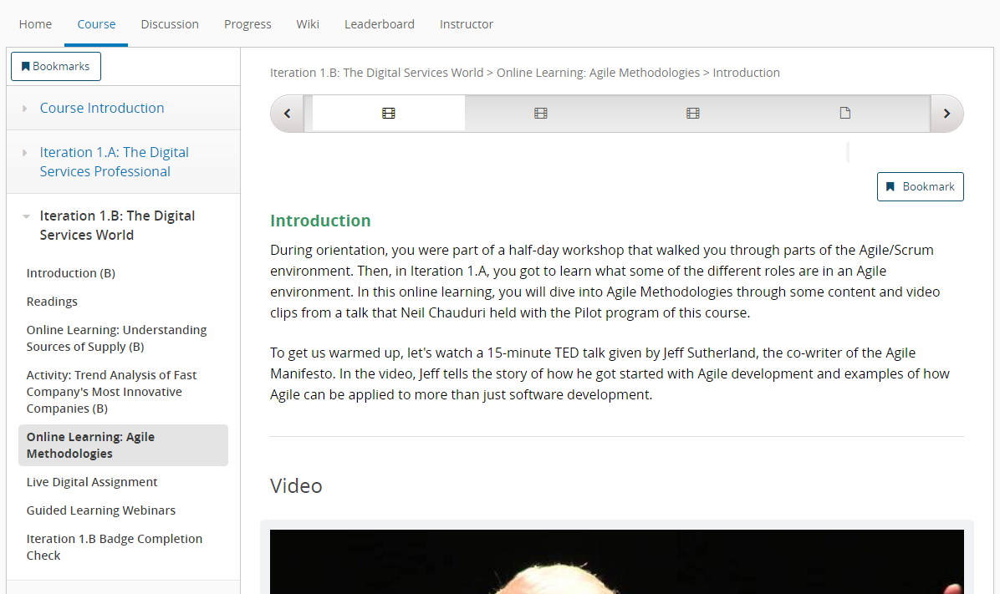 Home Course Discussion Progress Wiki Leaderboard Instructor
Bookmarks
Course Introduction
Iteration 1.A: The Digital
Services Professional
Iteration 1.B: The Digital
Services World
Introduction (B)
Readings
Online Learning: Understanding
Sources of Supply (B)
Activity: Trend Analysis of Fast
Company's Most Innovative
Companies (B)
Online Learning: Agile
Methodologies
Live Digital Assignment
Guided Learning Webinars
Iteration 1.B Badge Completion
Check
Iteration 1.B: The Digital Services World > Online Learning: Agile Methodologies > Introduction
Bookmark
Introduction
During orientation, you were part of a half-day workshop that walked you through parts of the Agile/Scrum
environment. Then, in Iteration 1.A, you got to learn what some of the different roles are in an Agile
environment. In this online learning, you will dive into Agile Methodologies through some content and video
clips from a talk that Neil Chauduri held with the Pilot program of this course.
To get us warmed up, let's watch a 15-minute TED talk given by Jeff Sutherland, the co-writer of the Agile
Manifesto. In the video, Jeff tells the story of how he got started with Agile development and examples of how
Agile can be applied to more than just software development.
Video